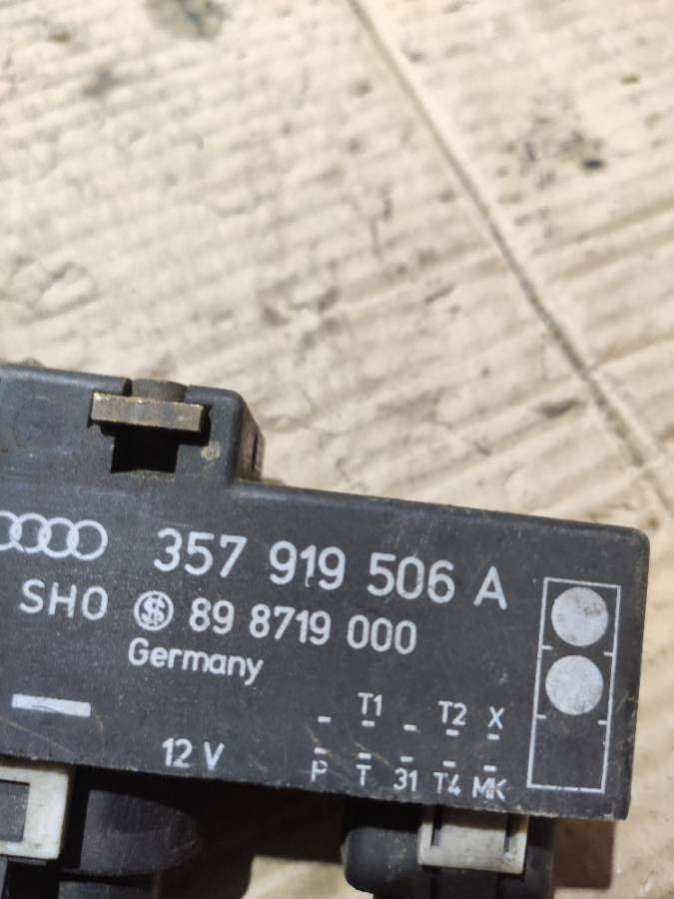 357 919 506 A
SHO 89 8719 000
Germany
T1 T2 X
12 V
P T 31 T4 MK